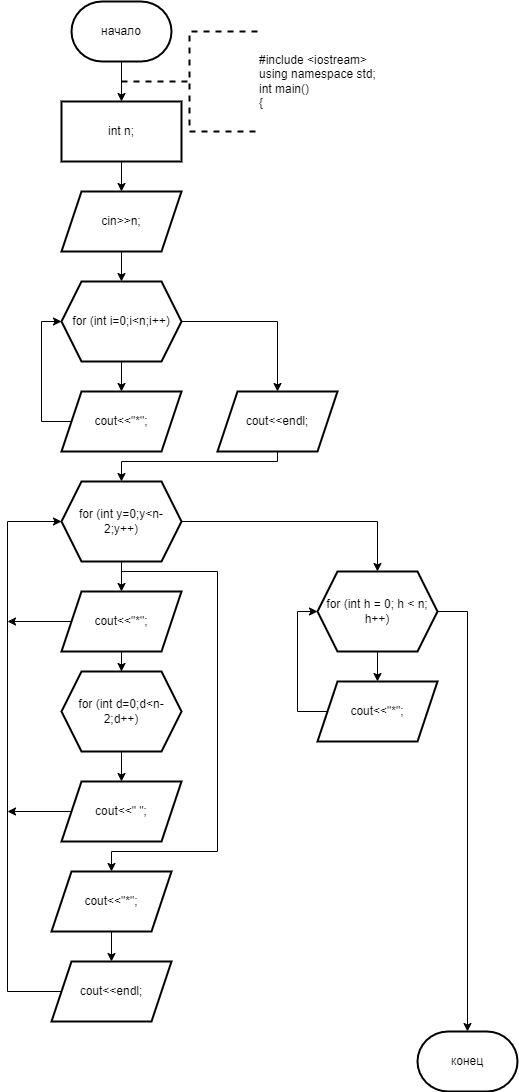 начало
#include <iostream>
using namespace std;
int main()
{
int n;
cin>>n;
for (int i=0;i<n;i++)
cout<<"*";
cout<<endl;
for (int y=0;y<n-
2;y++)
for (int h = 0; h < n;
h++)
cout<<"*";
for (int d=0;d<n-
2;d++)
cout<<"*";
cout<<" ";
cout<<"*";
cout<<endl;
конец